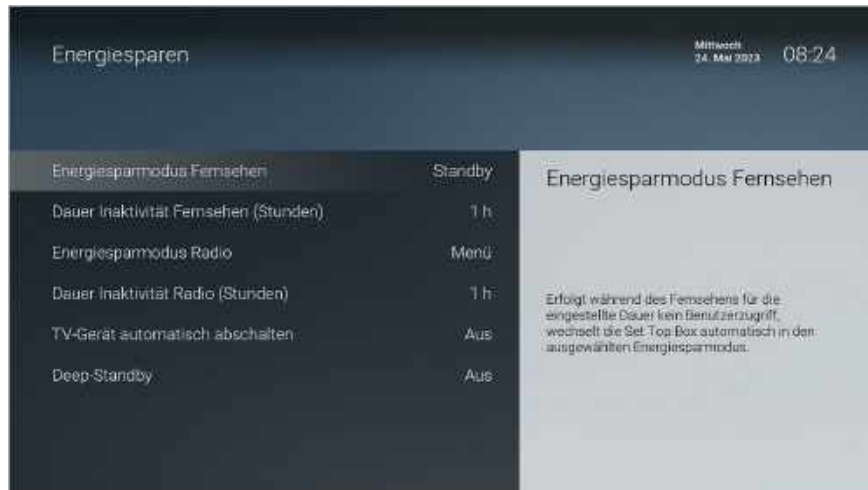 Energiesparen
Mittwoch
24. Mai 2023
08:24
Energiesparmodus Fernsehen Standby
Dauer Inaktivität Fernsehen (Stunden) 1 h
Energiesparmodus Radio Menü
Dauer Inaktivität Radio (Stunden) 1 h
TV-Gerät automatisch abschalten Aus
Deep-Standby Aus
Energiesparmodus Fernsehen
Erfolgt während des Fernsehens für die
eingestellte Dauer kein Benutzerzugriff,
wechselt die Set Top Box automatisch in den
ausgewählten Energiesparmodus.